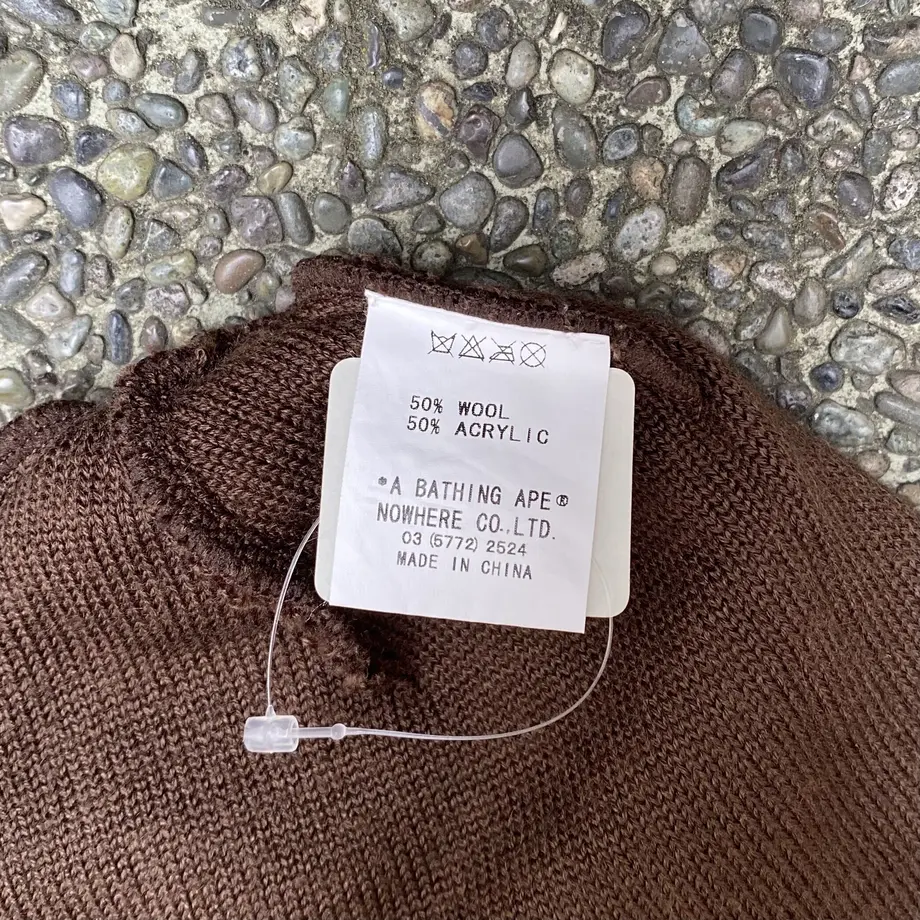 50% WOOL
50% ACRYLIC
*A BATHING APE®
NOWHERE CO.,LTD.
03 (5772) 2524
MADE IN CHINA